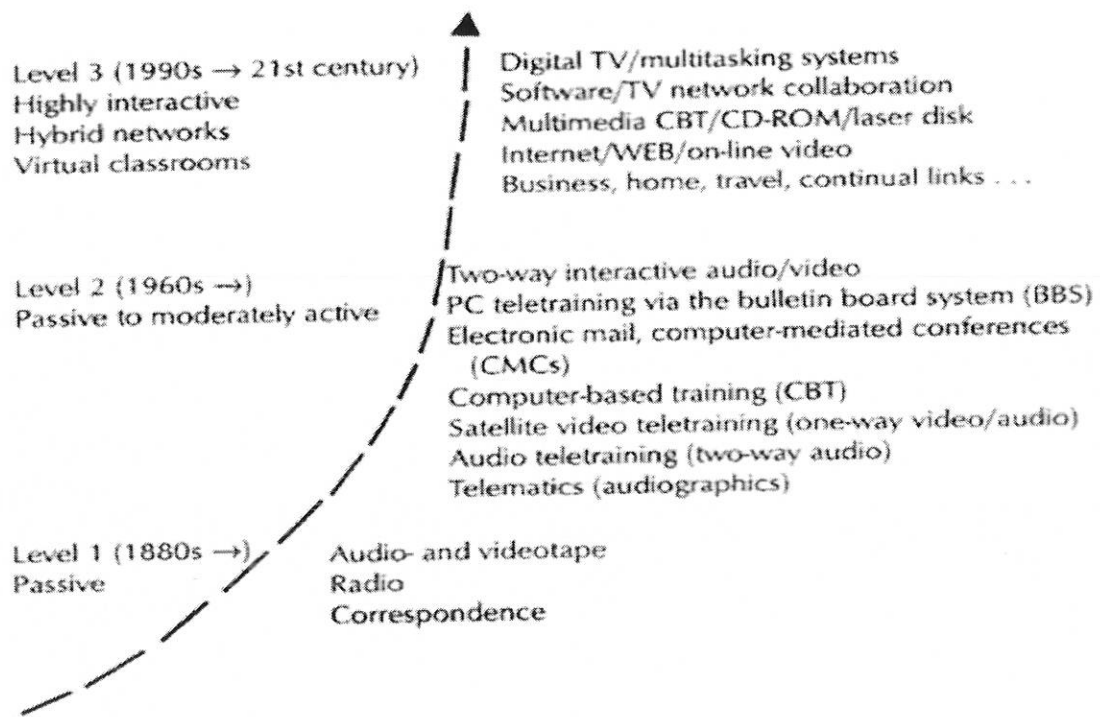 Level 3 (1990s → 21st century)
Highly interactive
Hybrid networks
Virtual classrooms
Digital TV/multitasking systems
Software/TV network collaboration
Multimedia CBT/CD-ROM/laser disk
Internet/WEB/on-line video
Business, home, travel, continual links . . .
Level 2 (1960s →)
Passive to moderately active
Two-way interactive audio/video
PC teletraining via the bulletin board system (BBS)
Electronic mail, computer-mediated conferences
(CMCs)
Computer-based training (CBT)
Satellite video teletraining (one-way video/audio)
Audio teletraining (two-way audio)
Telematics (audiographics)
Level 1 (1880s →)
Passive
Audio- and videotape
Radio
Correspondence